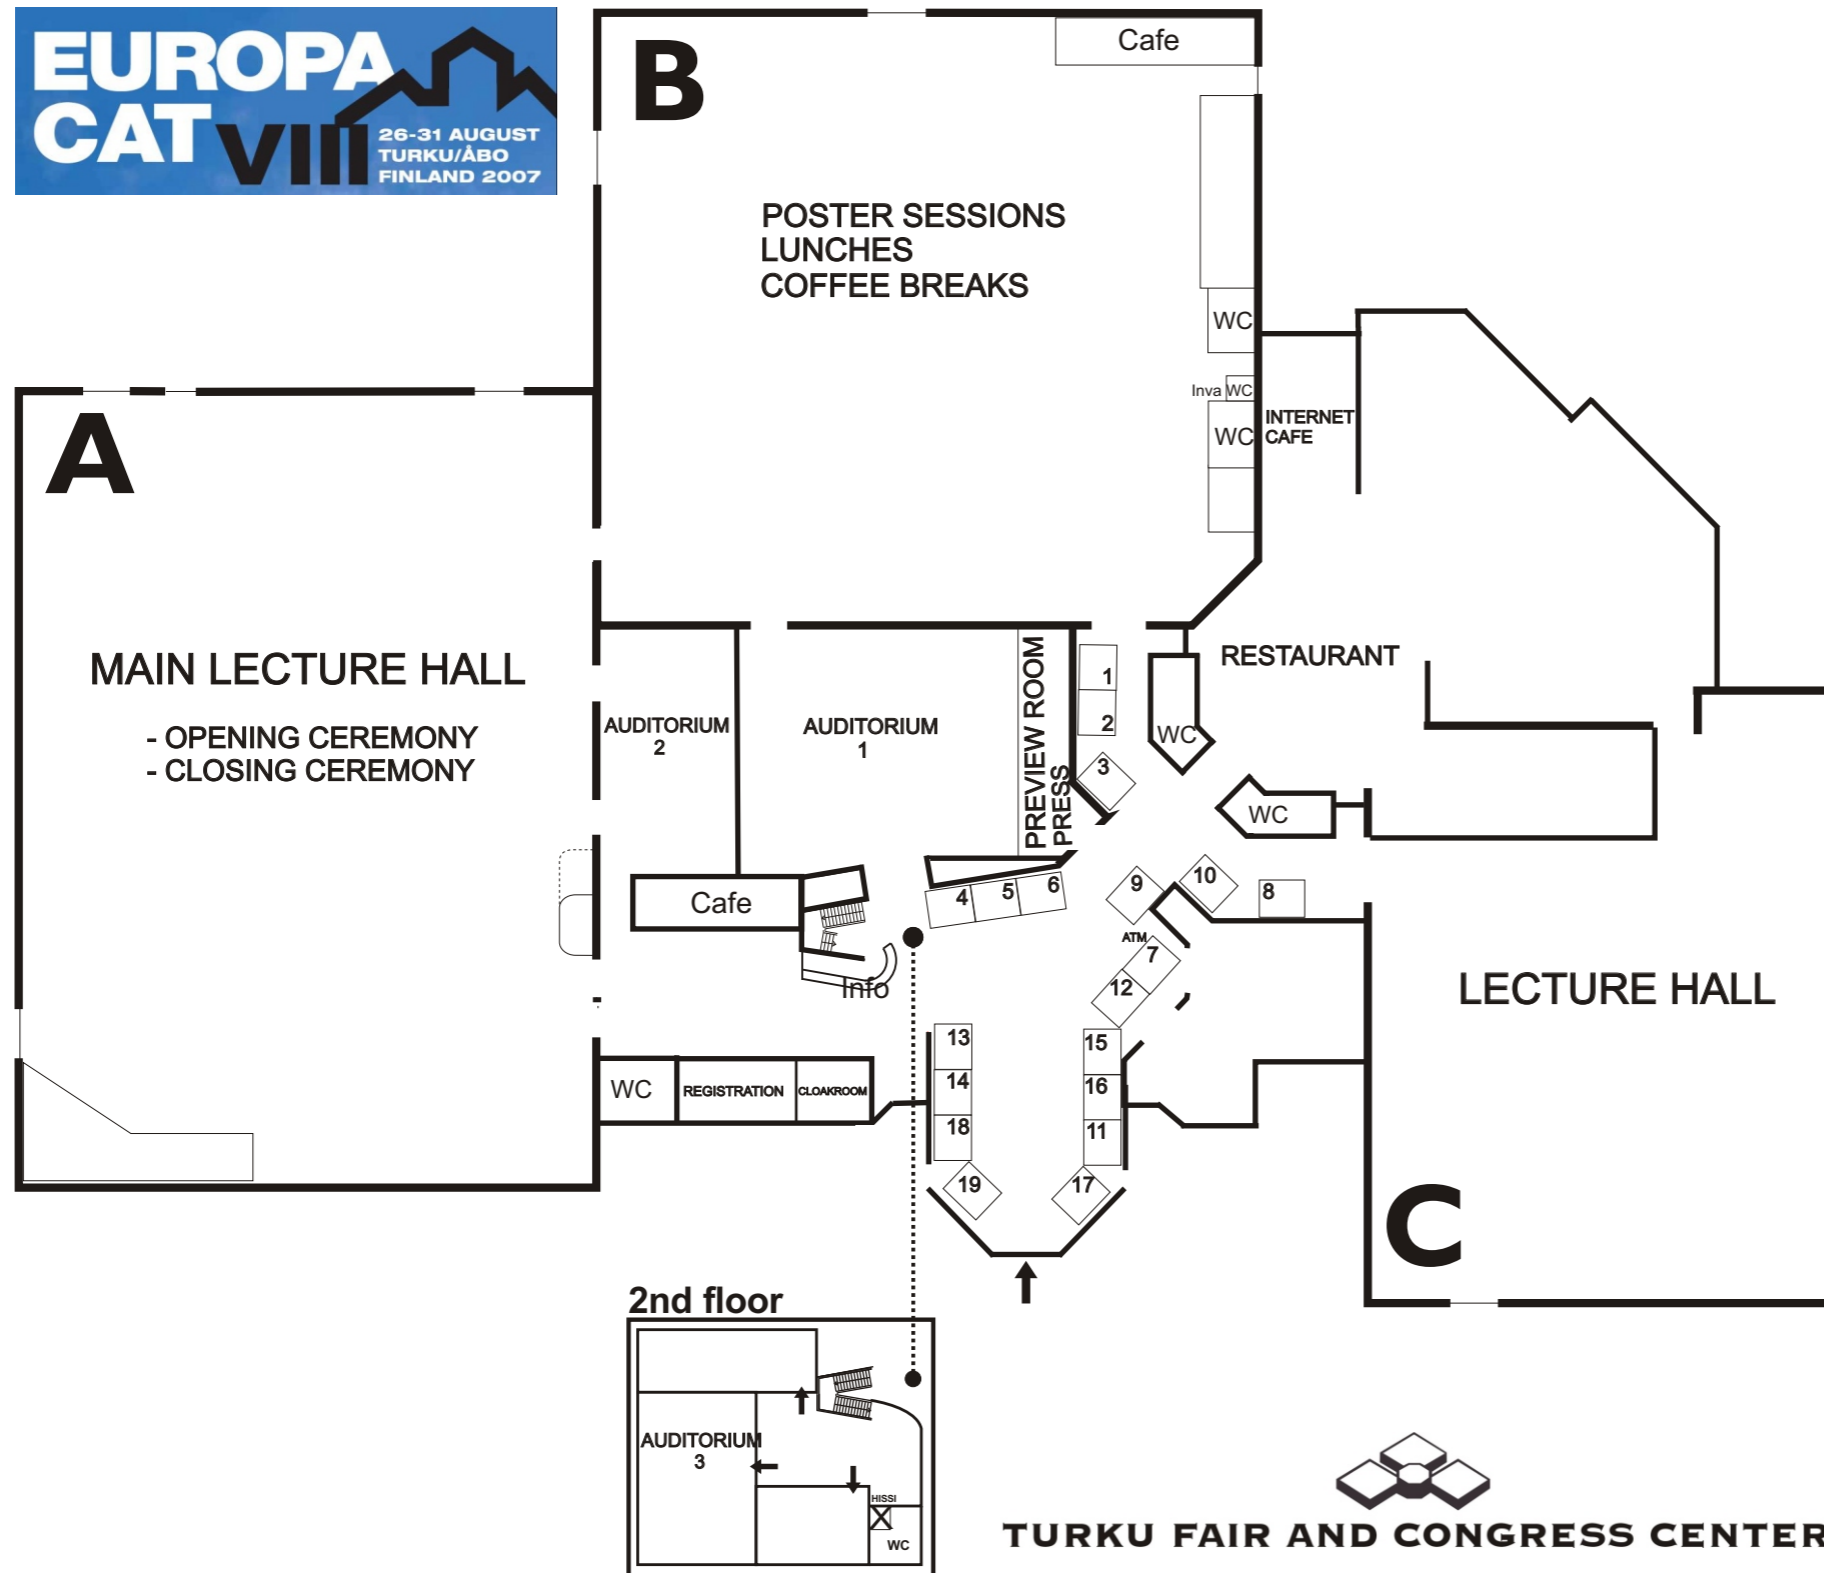 EUROPA
CAT VIII
26-31 AUGUST
TURKU/ÅBO
FINLAND 2007
B
Cafe
POSTER SESSIONS
LUNCHES
COFFEE BREAKS
WC
Inva WC
WC
INTERNET
CAFE
A
MAIN LECTURE HALL
- OPENING CEREMONY
- CLOSING CEREMONY
AUDITORIUM
2
AUDITORIUM
1
PREVIEW ROOM
PRESS
1
2
3
WC
RESTAURANT
WC
Cafe
4
5
6
9
10
8
ATM
7
12
Info
LECTURE HALL
13
14
18
19
15
16
11
17
WC
REGISTRATION
CLOAKROOM
C
2nd floor
AUDITORIUM
3
HISSI
WC
TURKU FAIR AND CONGRESS CENTER